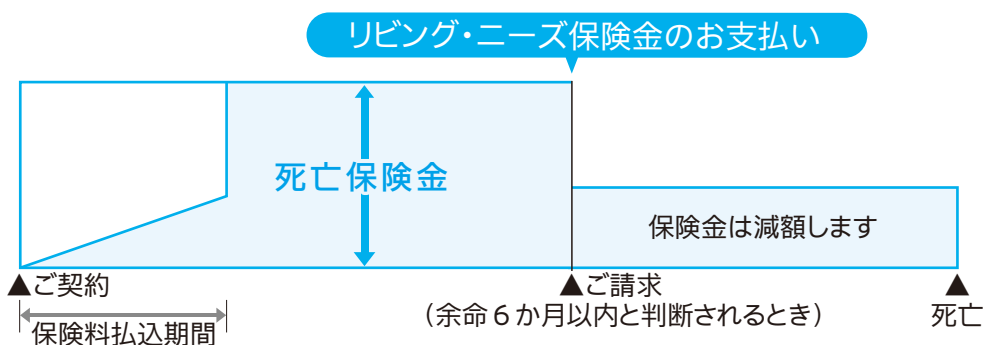 リビング・ニーズ保険金のお支払い
死亡保険金
保険金は減額します
▲ご契約
▲ご請求
▲
(余命6か月以内と判断されるとき)
死亡
保険料払込期間